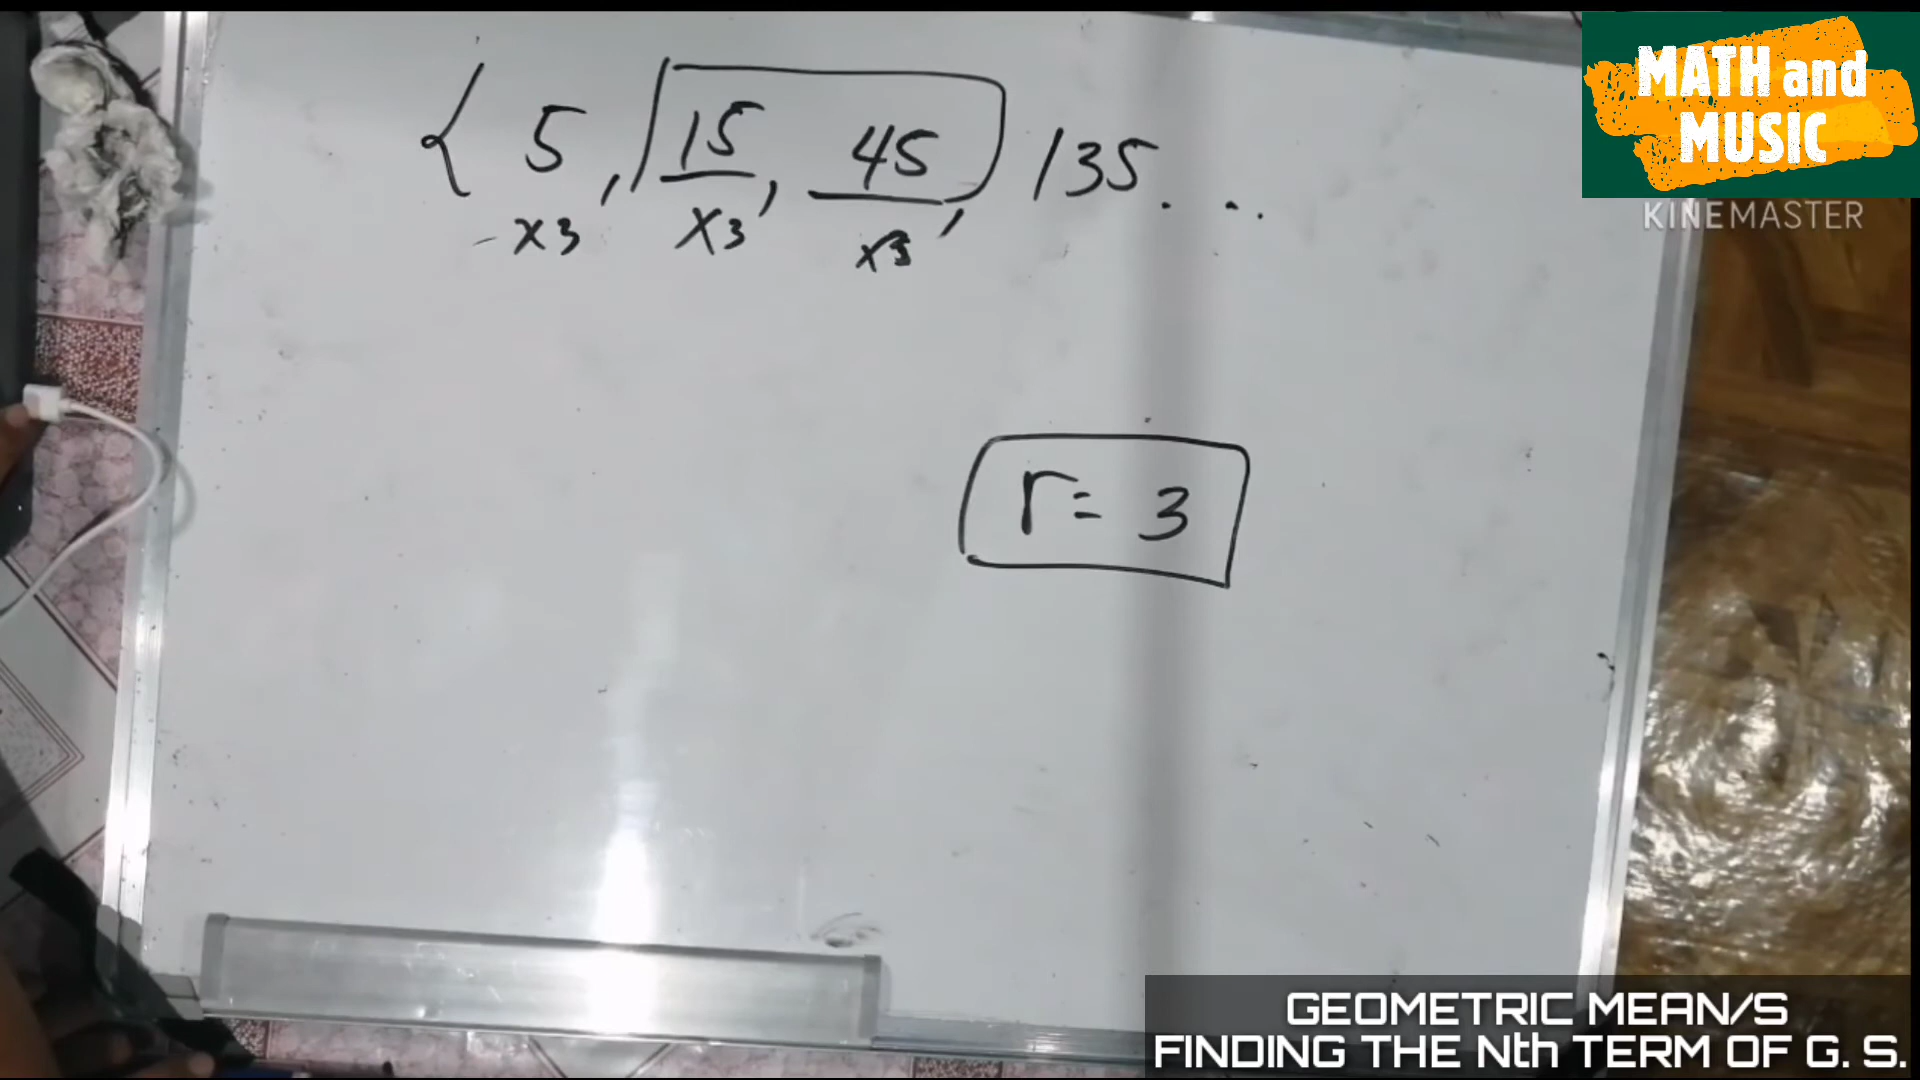 { 5, 15, 45, 135. ..
x3 x3 x3
r= 3
MATH and
MUSIC
KINEMASTER
GEOMETRIC MEAN/S
FINDING THE Nth TERM OF G. S.